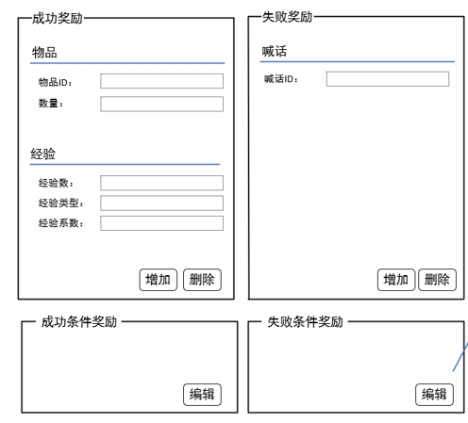 成功奖励
物品
物品ID：
数量：
经验
经验数：
经验类型：
经验系数：
增加 删除
失败奖励
喊话
喊话ID：
增加 删除
成功条件奖励
编辑
失败条件奖励
编辑